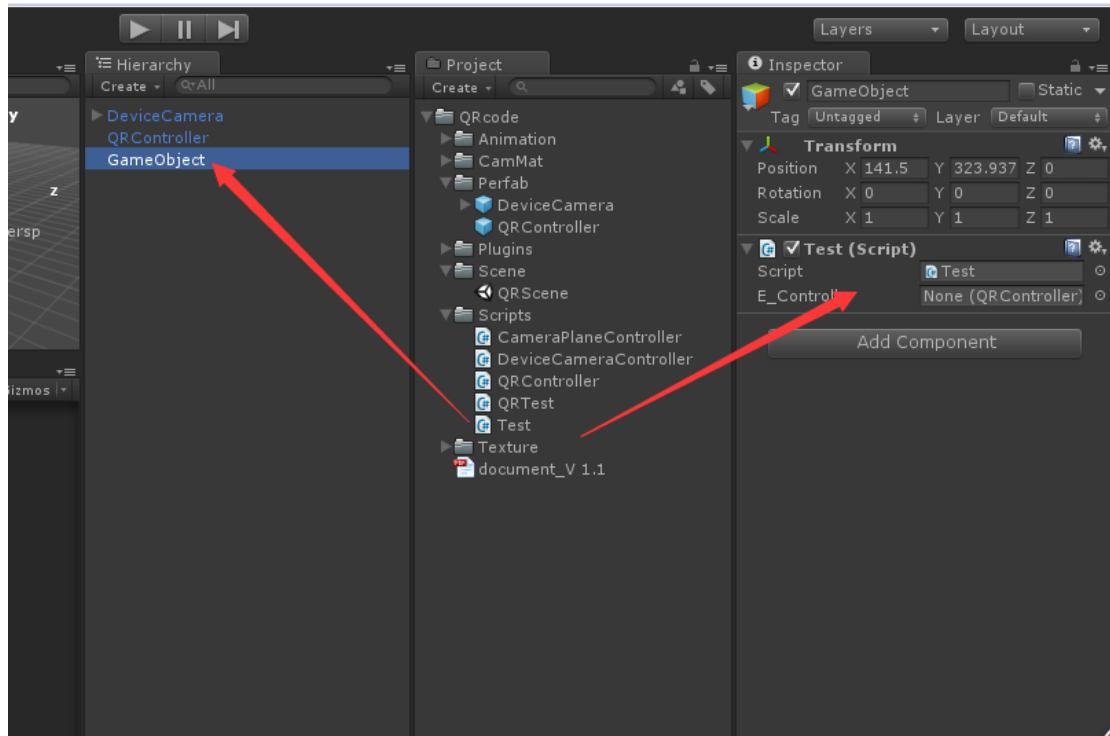 Layers
Layout
Hierarchy
Create
All
DeviceCamera
QRController
GameObject
y
z
ersp
Gizmos
Project
Create
QRcode
Animation
CamMat
Perfab
DeviceCamera
QRController
Plugins
Scene
QRScene
Scripts
CameraPlaneController
DeviceCameraController
QRController
QRTest
Test
Texture
document_V 1.1
Inspector
GameObject
Static
Tag Untagged Layer Default
Transform
Position X 141.5 Y 323.937 Z 0
Rotation X 0 Y 0 Z 0
Scale X 1 Y 1 Z 1
Test (Script)
Script Test
E_Controll None (QRController)
Add Component